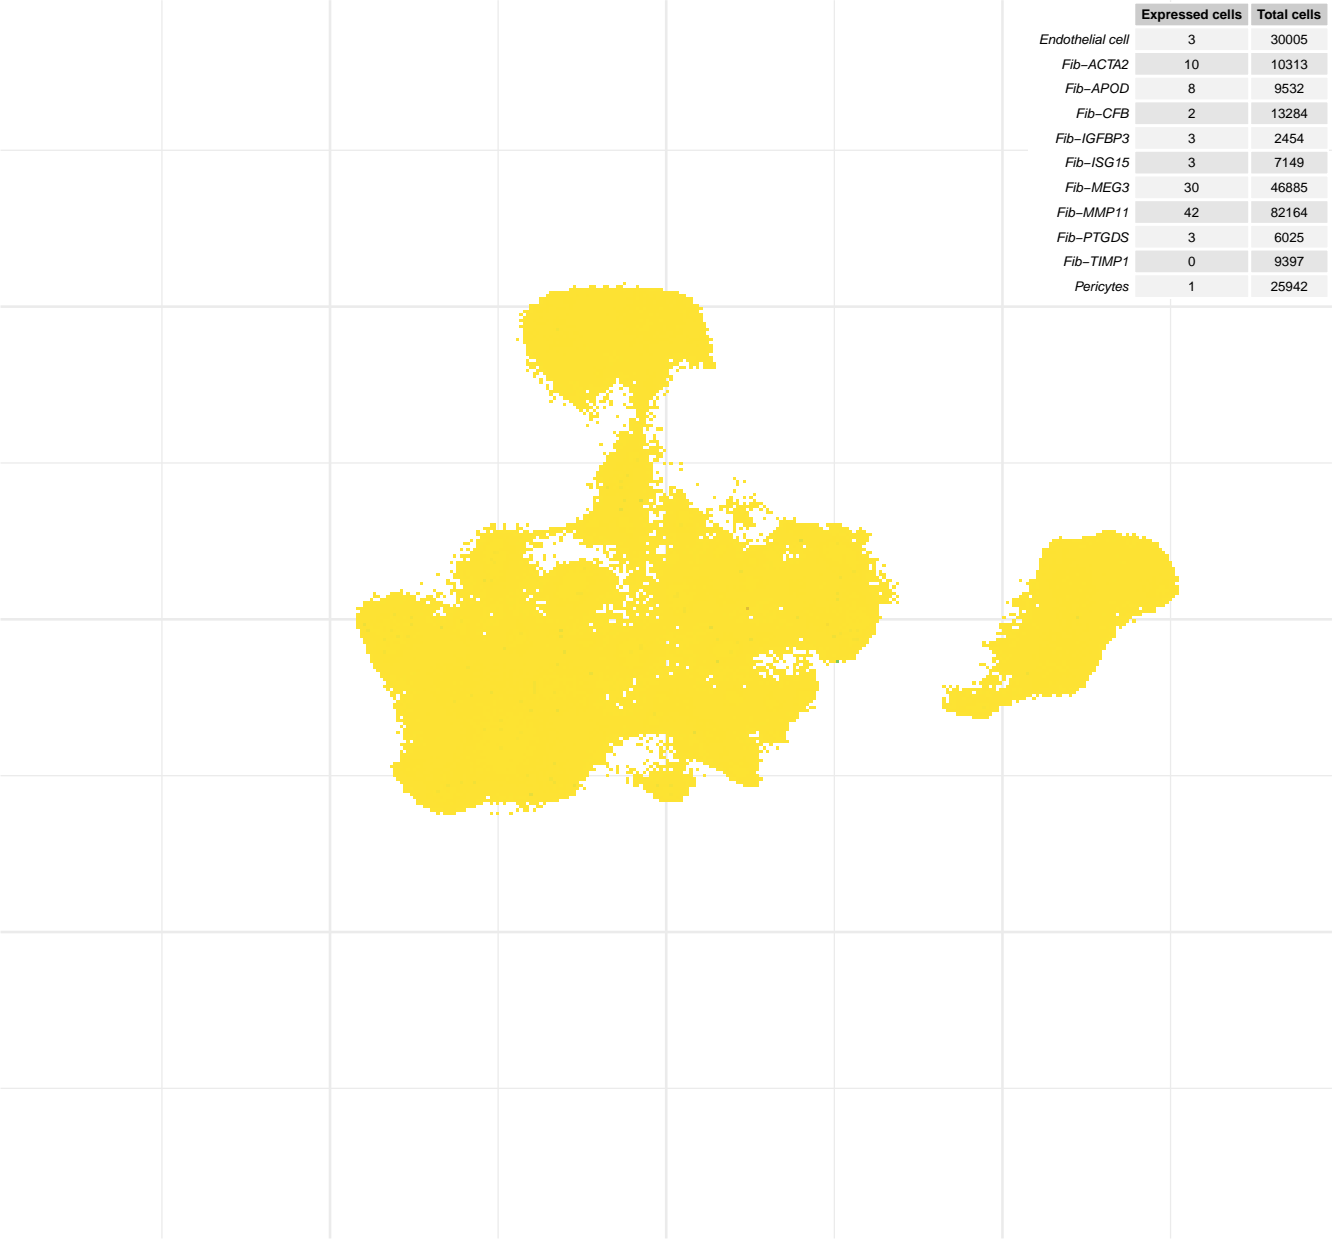 Expressed cells Total cells
Endothelial cell 3 30005
Fib−ACTA2 10 10313
Fib−APOD 8 9532
Fib−CFB 2 13284
Fib−IGFBP3 3 2454
Fib−ISG15 3 7149
Fib−MEG3 30 46885
Fib−MMP11 42 82164
Fib−PTGDS 3 6025
Fib−TIMP1 0 9397
Pericytes 1 25942